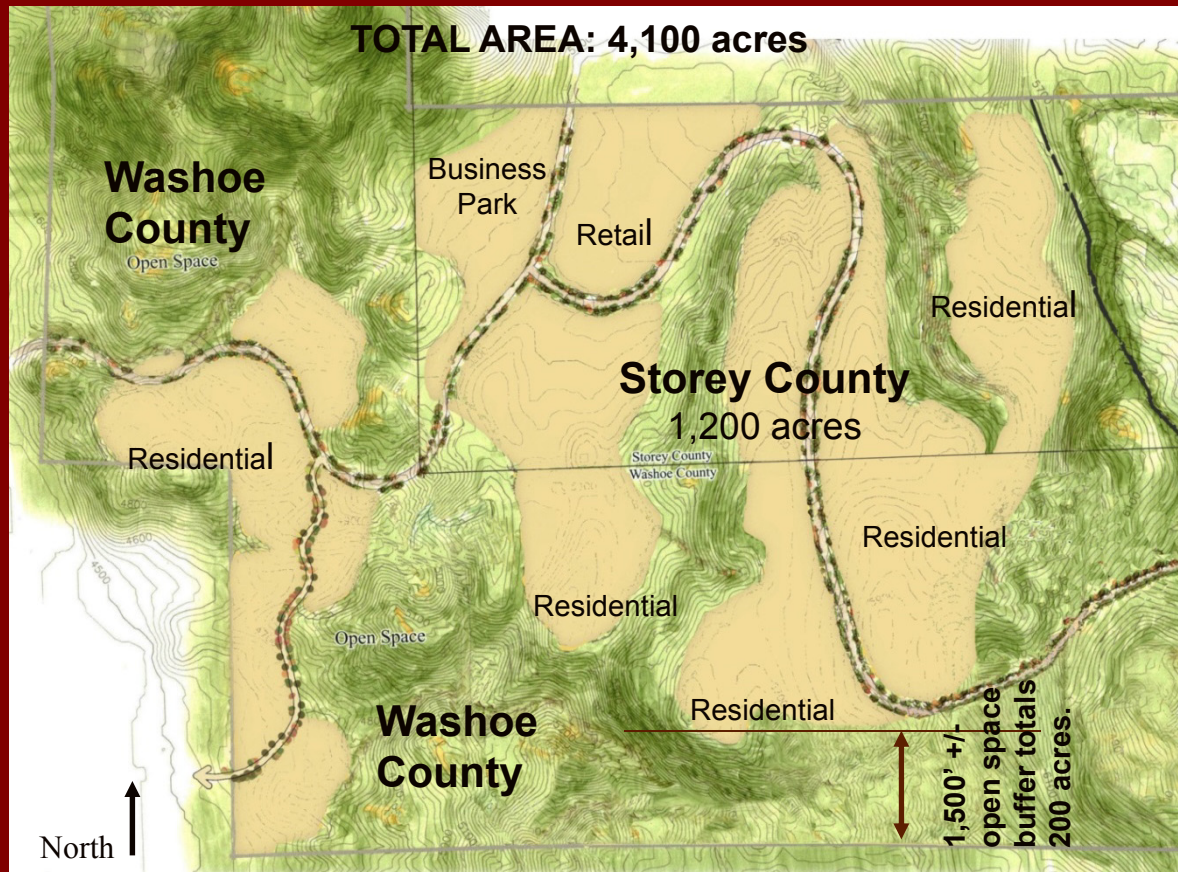 TOTAL AREA: 4,100 acres
Washoe
County
Open Space
Business
Park
Retail
Residential
Storey County
1,200 acres
Storey County
Washoe County
Residential
4600
4500
Residential
Residential
Open Space
Washoe
County
Residential
1,500' +/-
open space
buffer totals
200 acres.
North